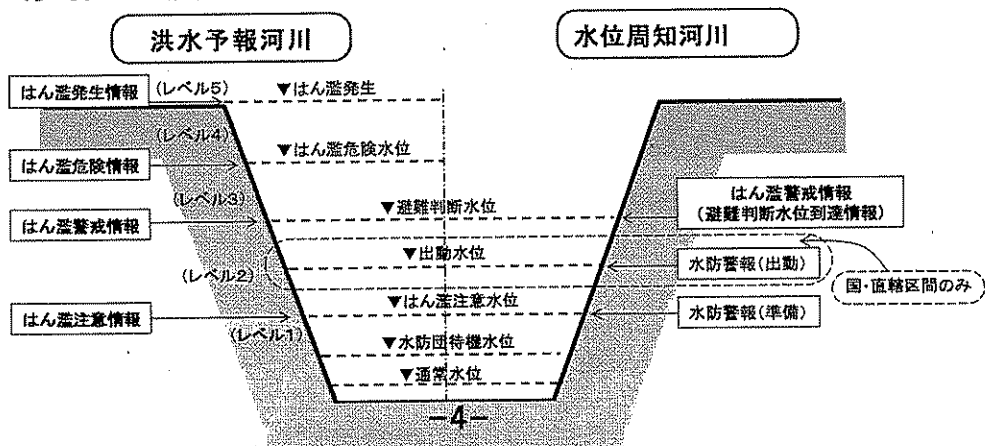 洪水予報河川
水位周知河川
はん濫発生情報
(レベル5)
▼はん濫発生
(レベル4)
はん濫危険情報
▼はん濫危険水位
(レベル3)
はん濫警戒情報
▼避難判断水位
はん濫警戒情報
(避難判断水位到達情報)
▼出動水位
水防警報(出動)
(レベル2)
国・直轄区間のみ
はん濫注意情報
▼はん濫注意水位
水防警報(準備)
(レベル1)
▼水防団待機水位
▼通常水位
-4-